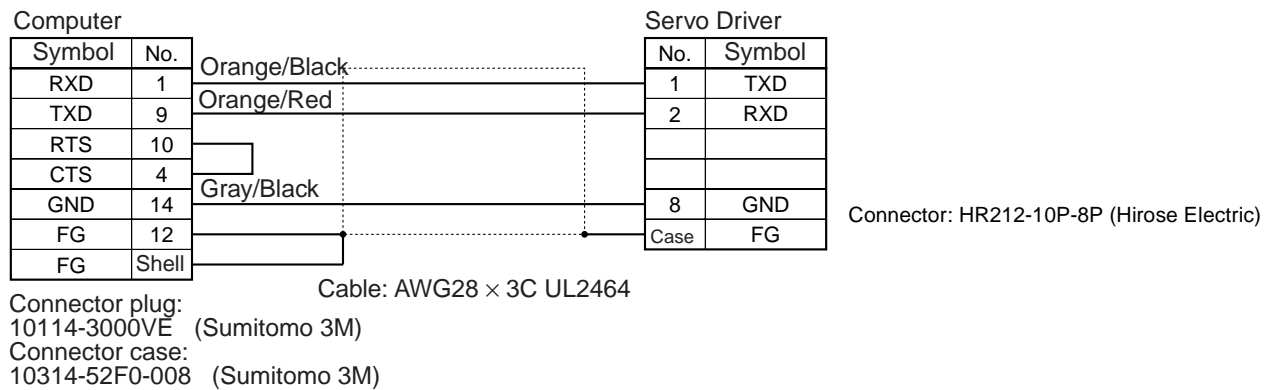 Computer
Servo Driver
Symbol No.
No. Symbol
Orange/Black
RXD 1
1 TXD
Orange/Red
TXD 9
2 RXD
RTS 10
CTS 4
Gray/Black
GND 14
8 GND
Connector: HR212-10P-8P (Hirose Electric)
FG 12
Case FG
FG Shell
Cable: AWG28 × 3C UL2464
Connector plug:
10114-3000VE (Sumitomo 3M)
Connector case:
10314-52F0-008 (Sumitomo 3M)